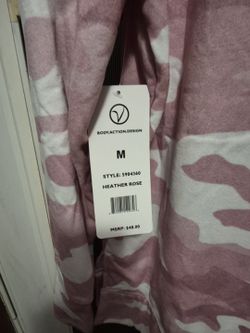 BODY.ACTION.DESIGN
M
STYLE: 5904360
HEATHER ROSE
MSRP: $48.00